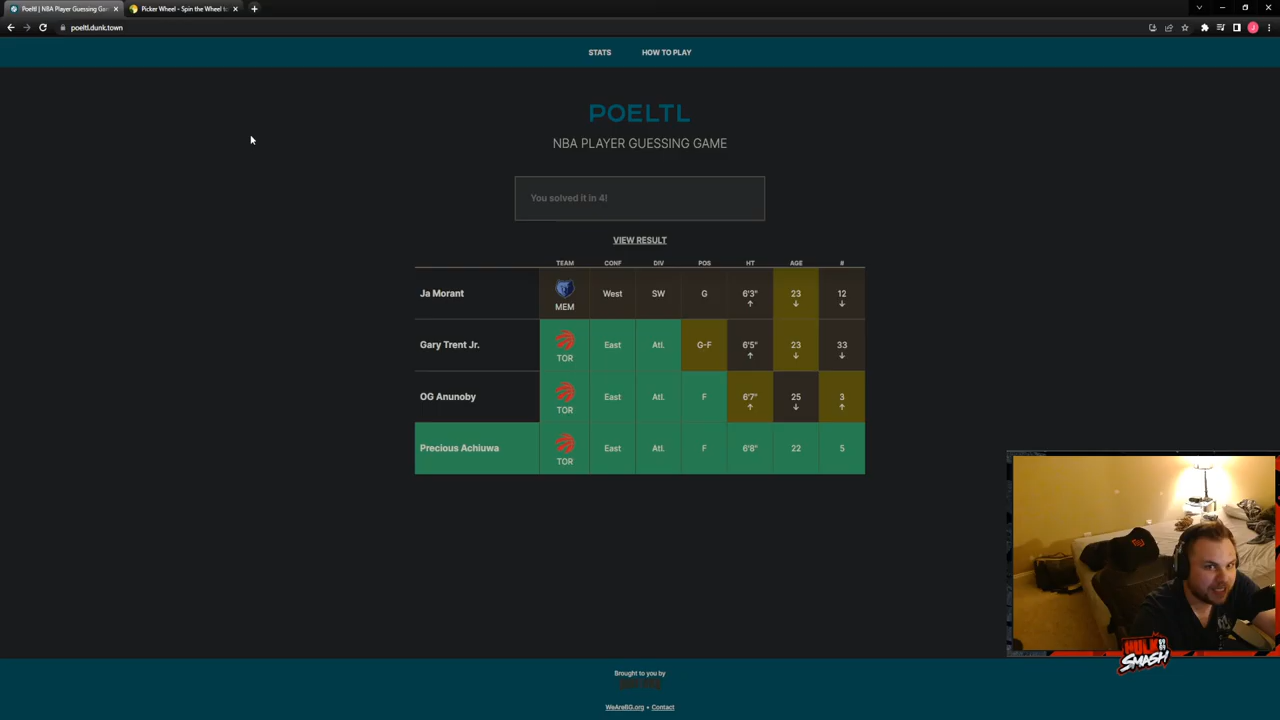 Poeltl | NBA Player Guessing Ga
Picker Wheel - Spin the Wheel t
poeltl.dunk.town
STATS
HOW TO PLAY
POELTL
NBA PLAYER GUESSING GAME
You solved it in 4!
VIEW RESULT
TEAM CONF DIV POS HT AGE #
Ja Morant MEM West SW G 6'3" ↑ 23 ↓ 12 ↓
Gary Trent Jr. TOR East Atl. G-F 6'5" ↑ 23 ↓ 33 ↓
OG Anunoby TOR East Atl. F 6'7" ↑ 25 ↓ 3 ↑
Precious Achiuwa TOR East Atl. F 6'8" 22 5
HULK
SMASH
Brought to you by
WeAre6G.org • Contact